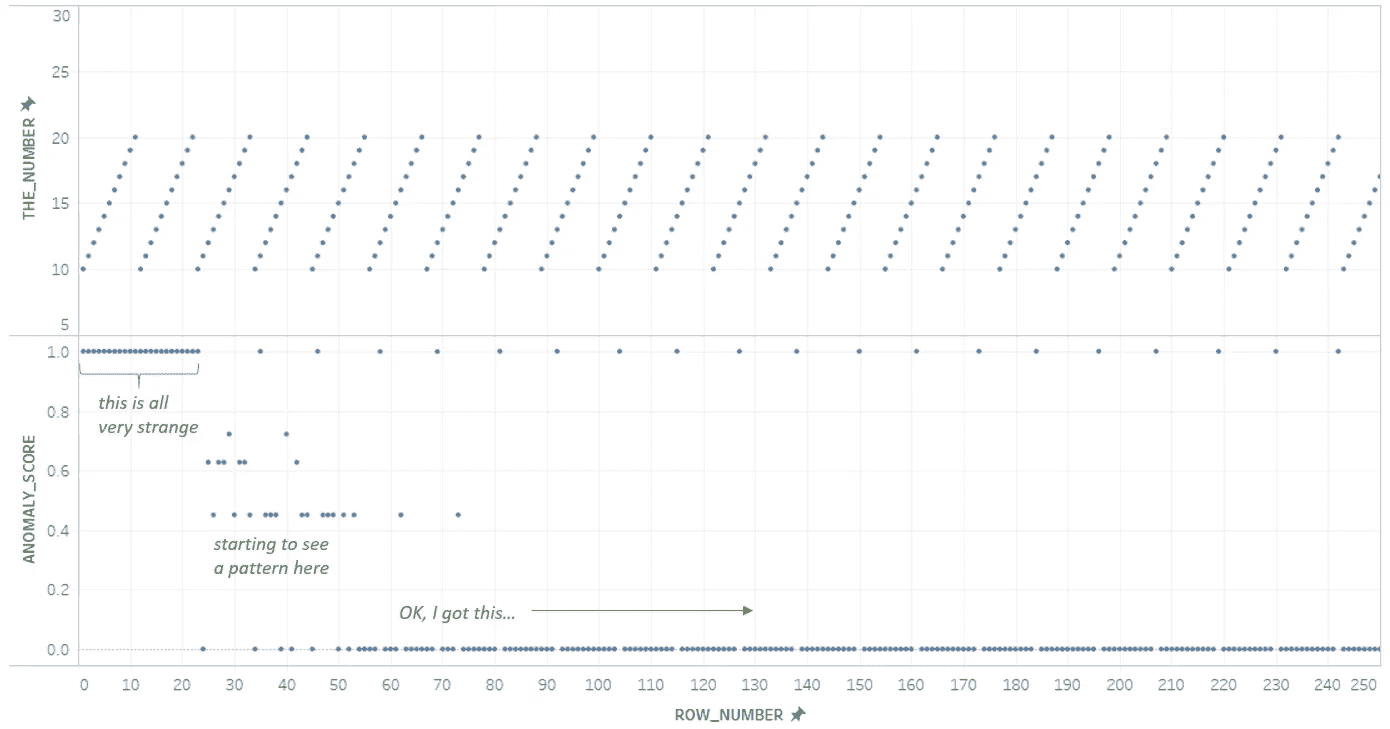 30
25
20
15
10
5
THE_NUMBER
1.0
0.8
0.6
0.4
0.2
0.0
ANOMALY_SCORE
this is all
very strange
starting to see
a pattern here
OK, I got this...
0 10 20 30 40 50 60 70 80 90 100 110 120 130 140 150 160 170 180 190 200 210 220 230 240 250
ROW_NUMBER